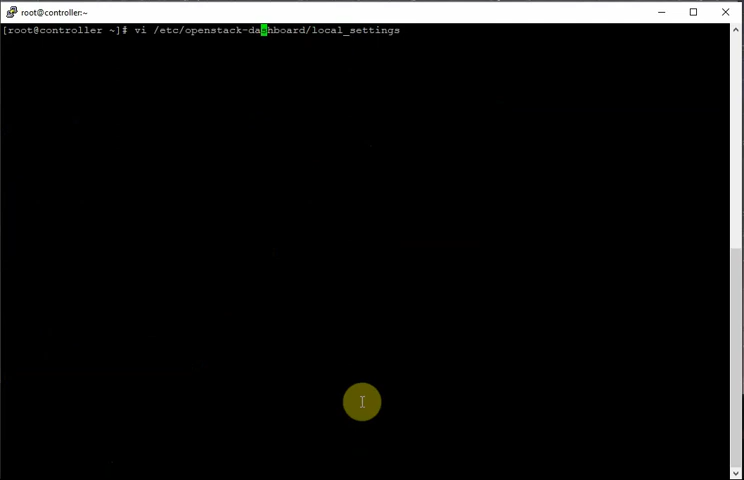 root@controller:~
[root@controller ~]# vi /etc/openstack-dashboard/local_settings